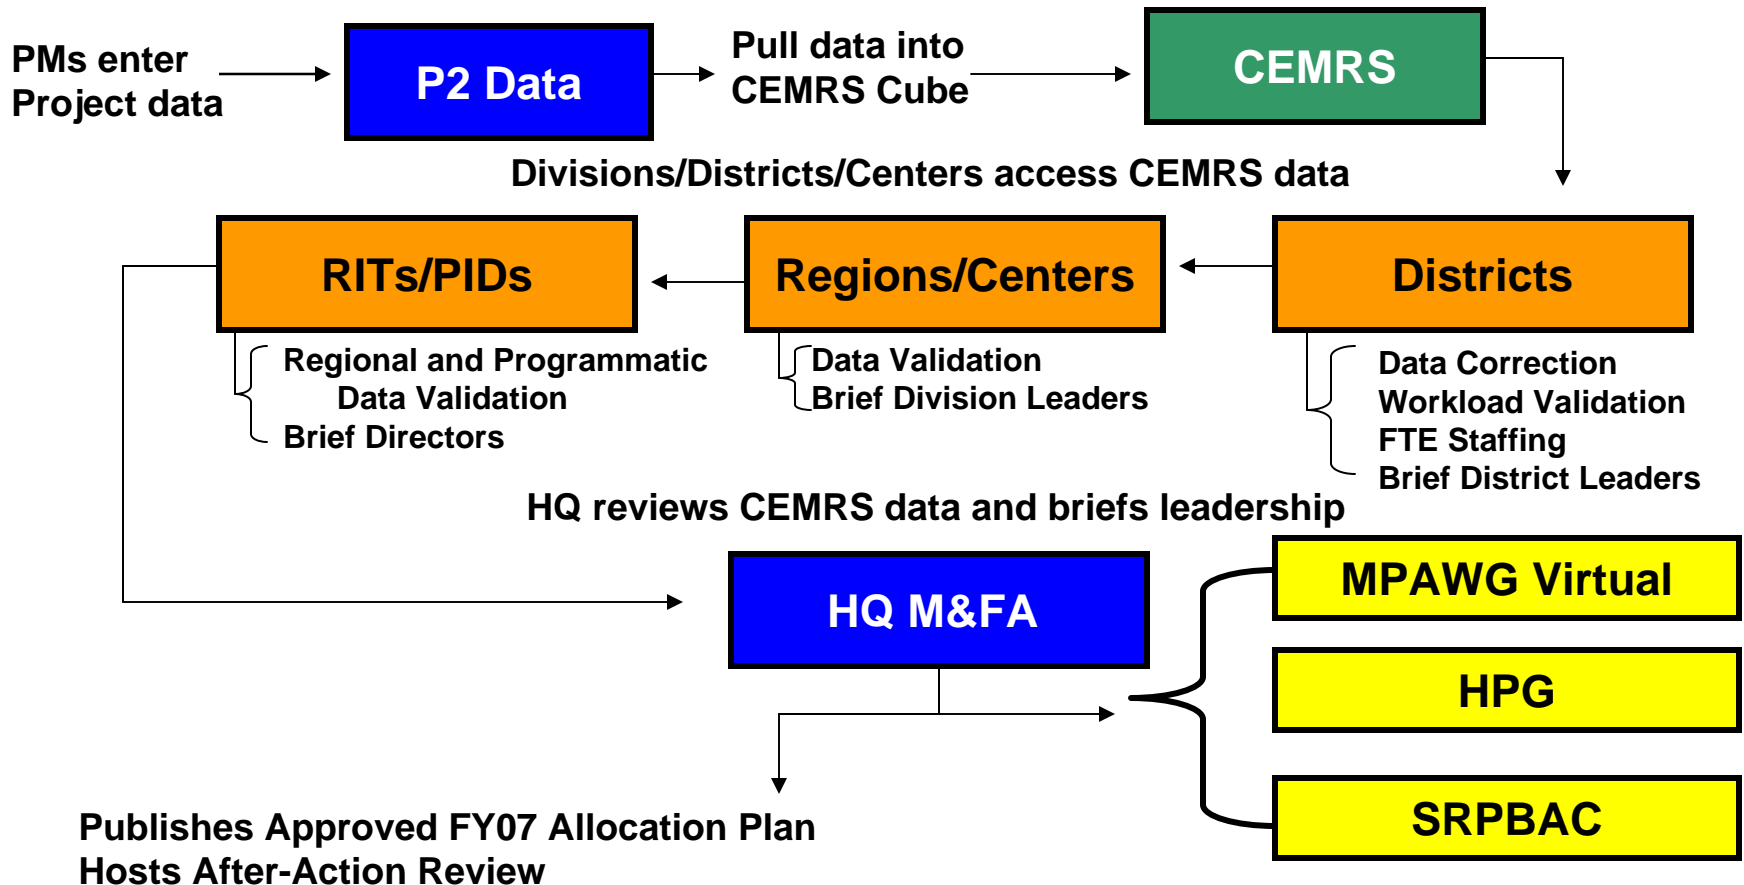 PMs enter
Project data
P2 Data
Pull data into
CEMRS Cube
CEMRS
Divisions/Districts/Centers access CEMRS data
RITs/PIDs
Regions/Centers
Districts
Regional and Programmatic
Data Validation
Brief Directors
Data Validation
Brief Division Leaders
Data Correction
Workload Validation
FTE Staffing
Brief District Leaders
HQ reviews CEMRS data and briefs leadership
HQ M&FA
MPAWG Virtual
HPG
SRPBAC
Publishes Approved FY07 Allocation Plan
Hosts After-Action Review